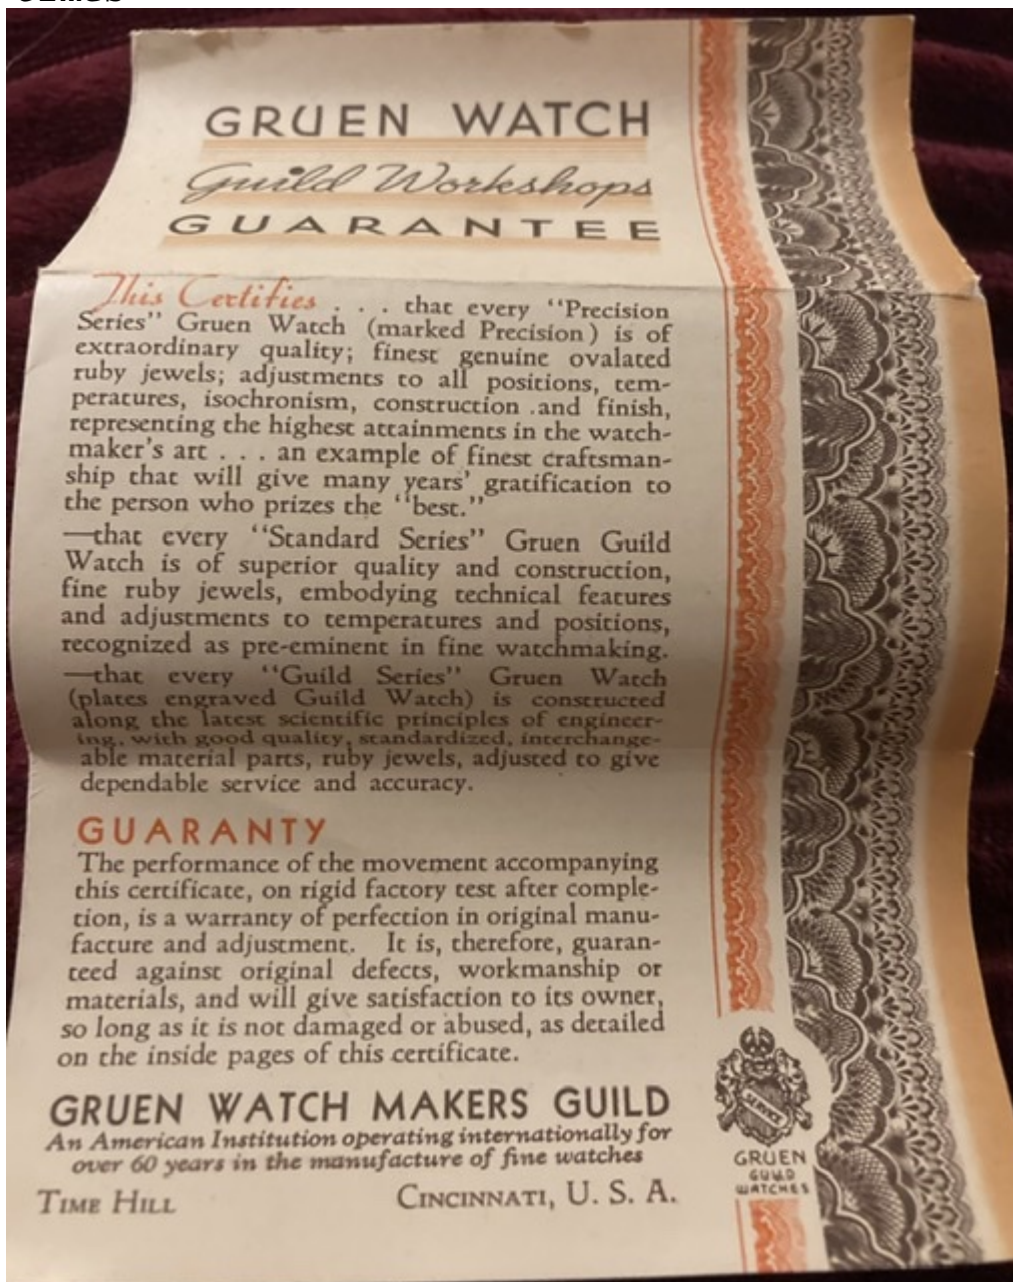 GRUEN WATCH
Guild Workshops
GUARANTEE
This Certifies . . . that every "Precision
Series" Gruen Watch (marked Precision) is of
extraordinary quality; finest genuine ovalated
ruby jewels; adjustments to all positions, tem-
peratures, isochronism, construction .and finish,
representing the highest attainments in the watch-
maker's art . . . an example of finest craftsman-
ship that will give many years' gratification to
the person who prizes the "best."
—that every "Standard Series" Gruen Guild
Watch is of superior quality and construction,
fine ruby jewels, embodying technical features
and adjustments to temperatures and positions,
recognized as pre-eminent in fine watchmaking.
—that every "Guild Series" Gruen Watch
(plates engraved Guild Watch) is constructed
along the latest scientific principles of engineer-
ing, with good quality, standardized, interchange-
able material parts, ruby jewels, adjusted to give
dependable service and accuracy.
GUARANTY
The performance of the movement accompanying
this certificate, on rigid factory test after comple-
tion, is a warranty of perfection in original manu-
facture and adjustment. It is, therefore, guaran-
teed against original defects, workmanship or
materials, and will give satisfaction to its owner,
so long as it is not damaged or abused, as detailed
on the inside pages of this certificate.
GRUEN WATCH MAKERS GUILD
An American Institution operating internationally for
over 60 years in the manufacture of fine watches
TIME HILL CINCINNATI, U. S. A.
SERVICE
GRUEN
GUILD
WATCHES